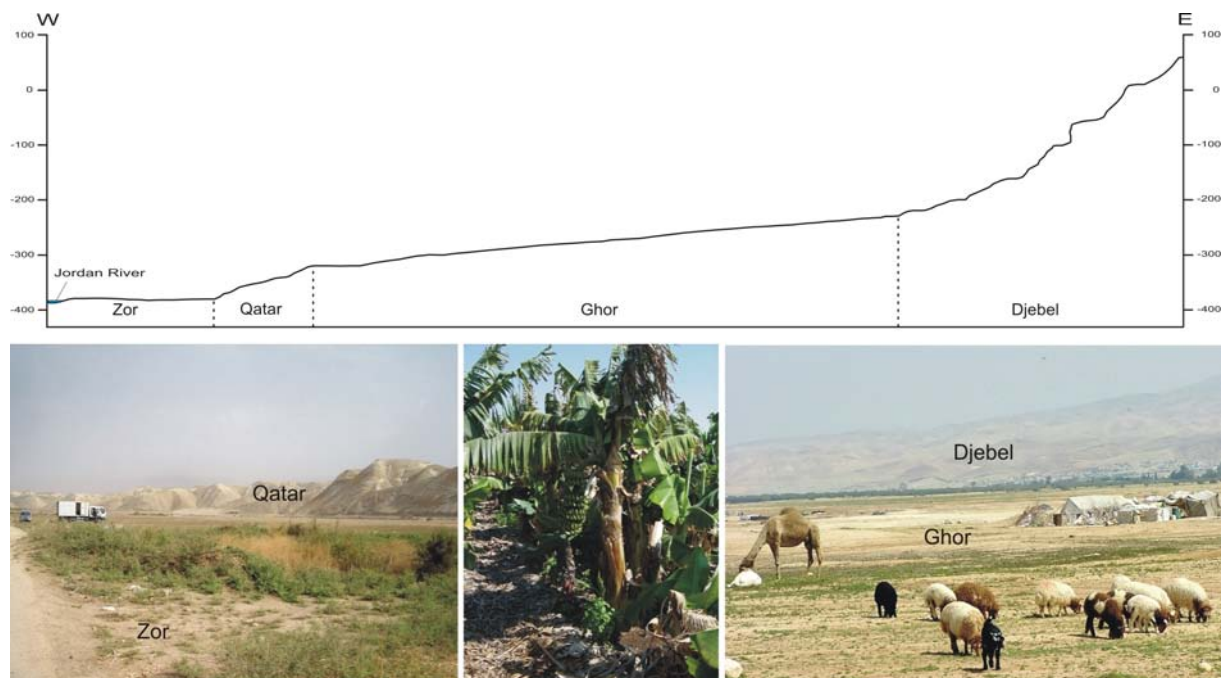 W E
100 100
0 0
-100 -100
-200 -200
-300 -300
Jordan River
-400 Zor Qatar Ghor Djebel -400
Qatar
Zor
Djebel
Ghor